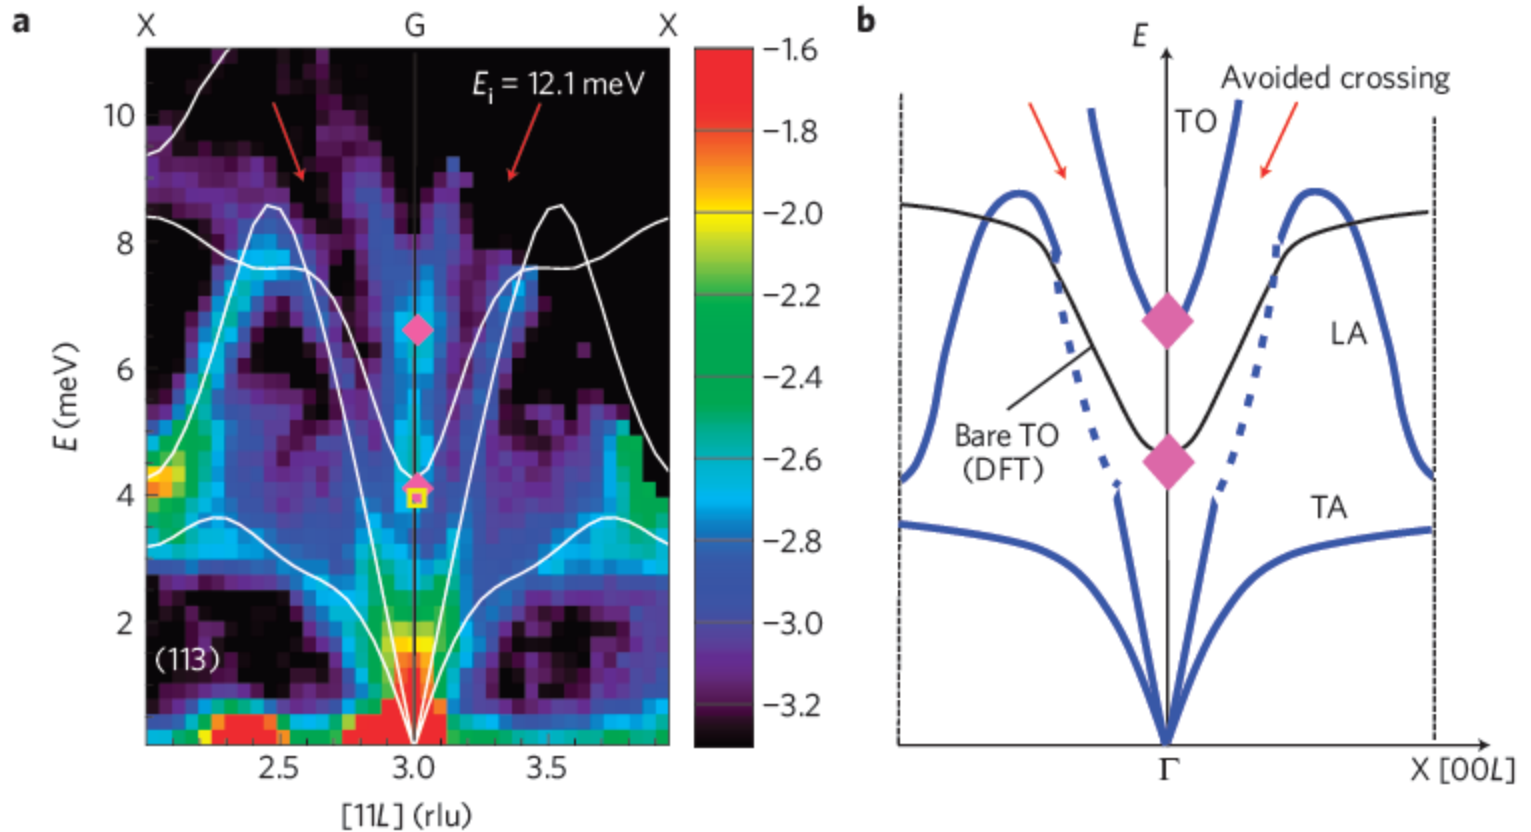 a
X G X
E_i = 12.1 meV
10
8
6
4
2
E (meV)
(113)
2.5 3.0 3.5
[11L] (rlu)
−1.6
−1.8
−2.0
−2.2
−2.4
−2.6
−2.8
−3.0
−3.2
b
E
Avoided crossing
TO
LA
Bare TO
(DFT)
TA
Γ X [00L]